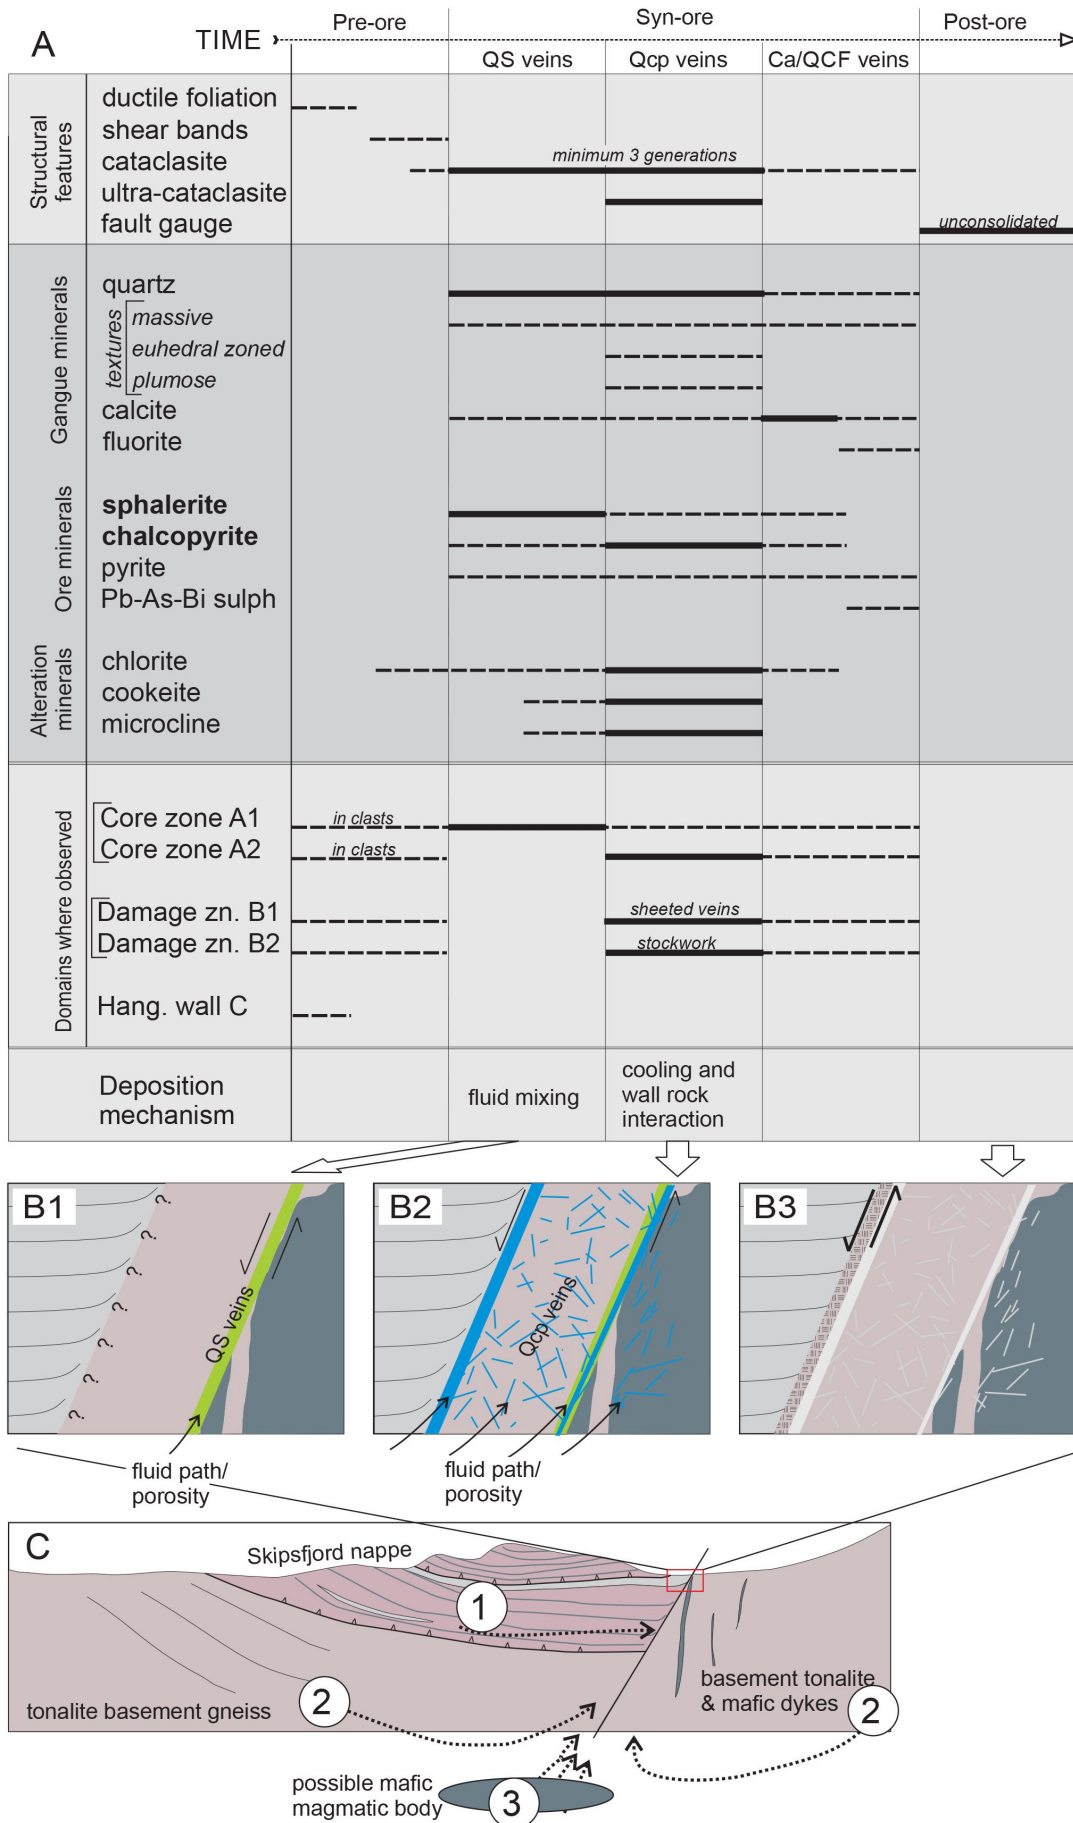 A
TIME
Pre-ore
Syn-ore
Post-ore
QS veins
Qcp veins
Ca/QCF veins
Structural
features
ductile foliation
shear bands
cataclasite
minimum 3 generations
ultra-cataclasite
fault gauge
unconsolidated
Gangue minerals
quartz
textures
massive
euhedral zoned
plumose
calcite
fluorite
Ore minerals
sphalerite
chalcopyrite
pyrite
Pb-As-Bi sulph
Alteration
minerals
chlorite
cookeite
microcline
Domains where observed
Core zone A1
in clasts
Core zone A2
in clasts
Damage zn. B1
sheeted veins
Damage zn. B2
stockwork
Hang. wall C
Deposition
mechanism
fluid mixing
cooling and
wall rock
interaction
B1
?
?
?
?
?
?
QS veins
fluid path/
porosity
B2
Qcp veins
fluid path/
porosity
B3
C
Skipsfjord nappe
1
tonalite basement gneiss
2
basement tonalite
& mafic dykes
2
possible mafic
magmatic body
3